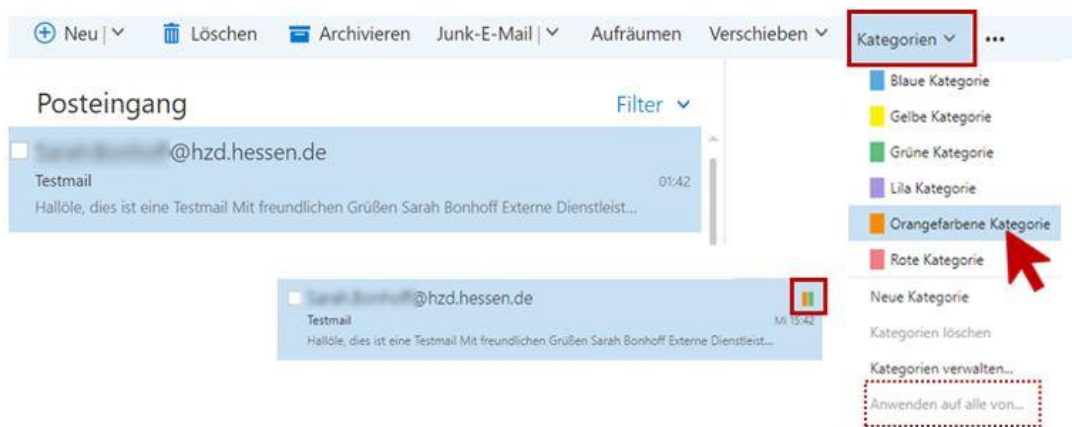 Neu | Löschen Archivieren Junk-E-Mail | Aufräumen Verschieben Kategorien ...
Posteingang Filter
@hzd.hessen.de
Testmail 01:42
Hallöle, dies ist eine Testmail Mit freundlichen Grüßen Sarah Bonhoff Externe Dienstleist...
@hzd.hessen.de
Testmail Mi 15:42
Hallöle, dies ist eine Testmail Mit freundlichen Grüßen Sarah Bonhoff Externe Dienstleist...
Blaue Kategorie
Gelbe Kategorie
Grüne Kategorie
Lila Kategorie
Orangefarbene Kategorie
Rote Kategorie
Neue Kategorie
Kategorien löschen
Kategorien verwalten...
Anwenden auf alle von...